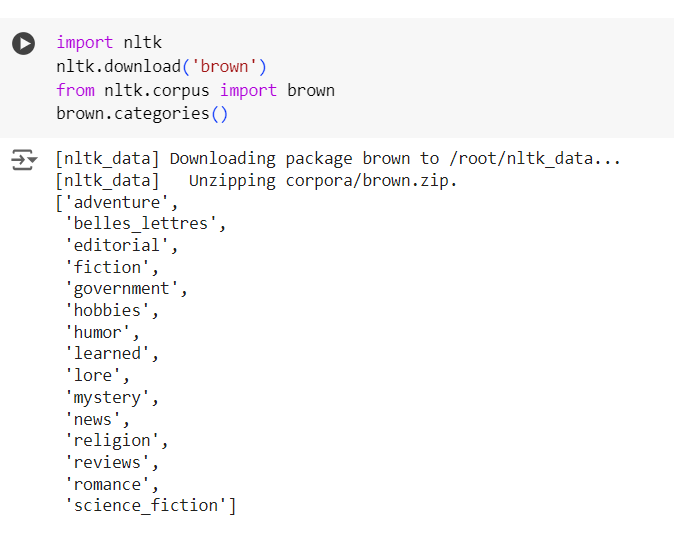 import nltk
nltk.download('brown')
from nltk.corpus import brown
brown.categories()
[nltk_data] Downloading package brown to /root/nltk_data...
[nltk_data]   Unzipping corpora/brown.zip.
['adventure',
 'belles_lettres',
 'editorial',
 'fiction',
 'government',
 'hobbies',
 'humor',
 'learned',
 'lore',
 'mystery',
 'news',
 'religion',
 'reviews',
 'romance',
 'science_fiction']